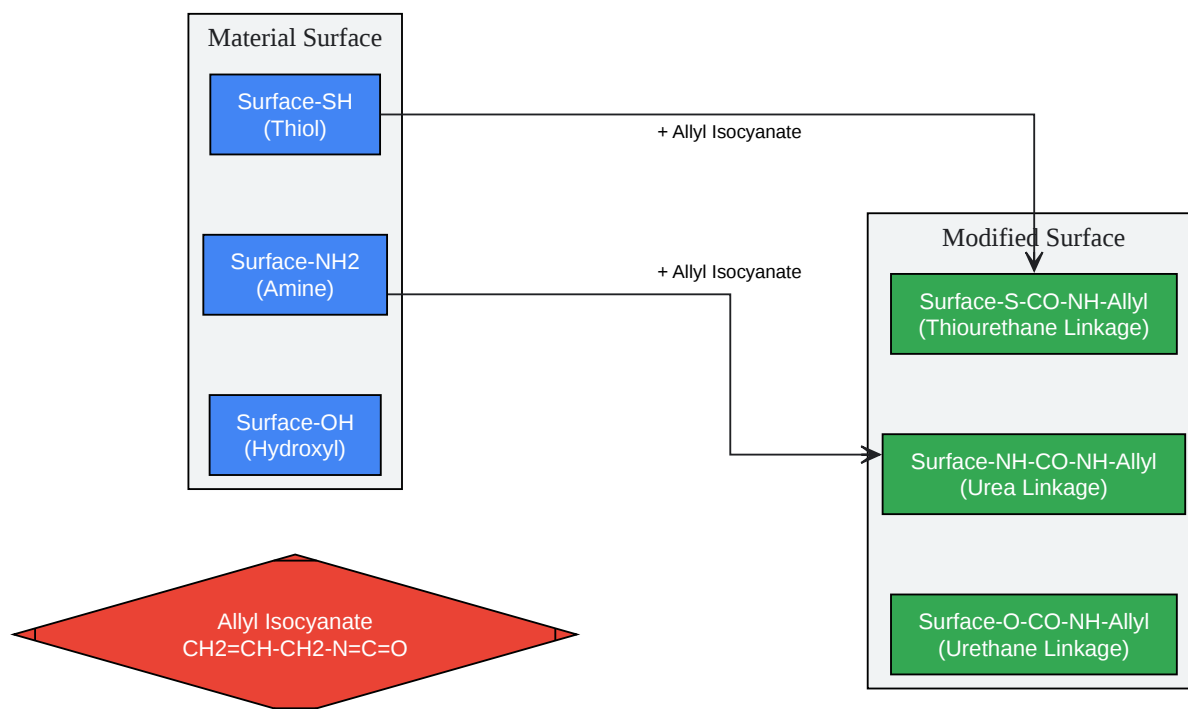 Material Surface
Surface-SH
(Thiol)
+ Allyl Isocyanate
Surface-NH2
(Amine)
+ Allyl Isocyanate
Surface-OH
(Hydroxyl)
Modified Surface
Surface-S-CO-NH-Allyl
(Thiourethane Linkage)
Surface-NH-CO-NH-Allyl
(Urea Linkage)
Surface-O-CO-NH-Allyl
(Urethane Linkage)
Allyl Isocyanate
CH2=CH-CH2-N=C=O